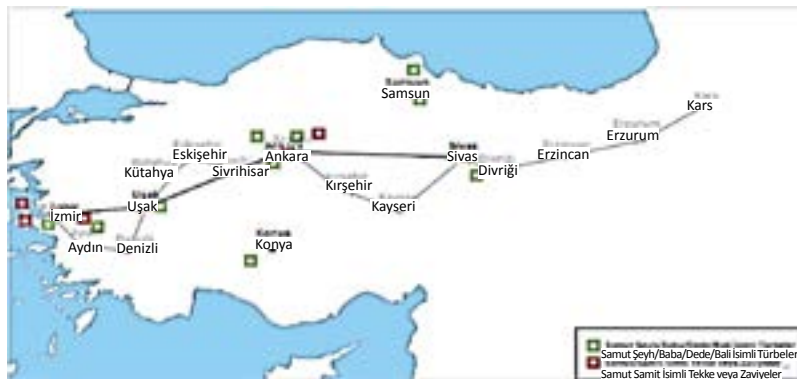 Samsun
Kars
Erzurum
Eskişehir
Ankara
Sivas
Erzincan
Kütahya
Sivrihisar
Divriği
Kırşehir
Uşak
Kayseri
İzmir
Aydın
Denizli
Konya
Samut Şeyh/Baba/Dede/Bali İsimli Türbeler
Samut Samit İsimli Tekke veya Zaviyeler